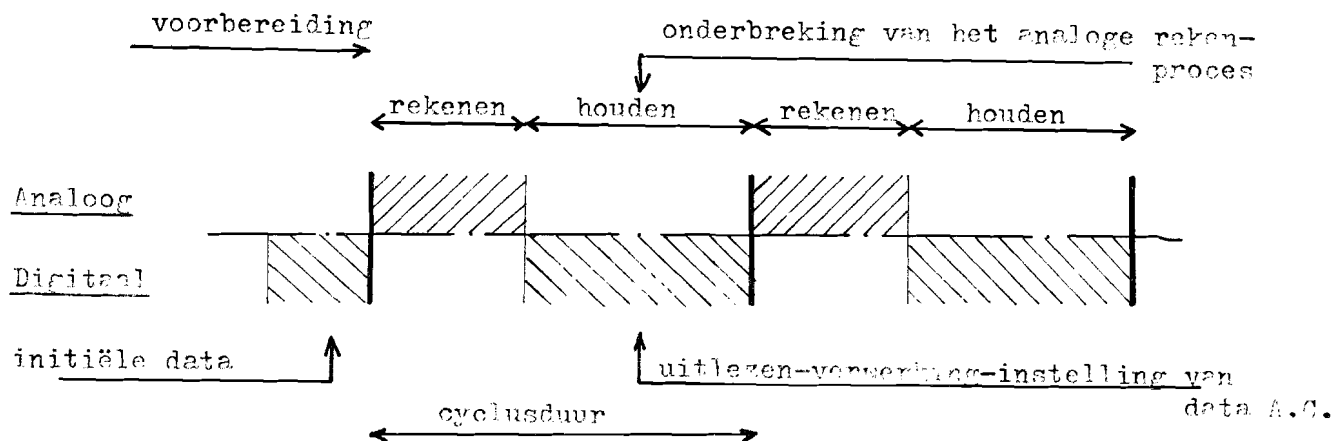 voorbereiding
onderbreking van het analoge reken-
proces
rekenen houden rekenen houden
Analoog
Digitaal
initiële data
uitlezen-verwerking-instelling van
data A.C.
cyclusduur